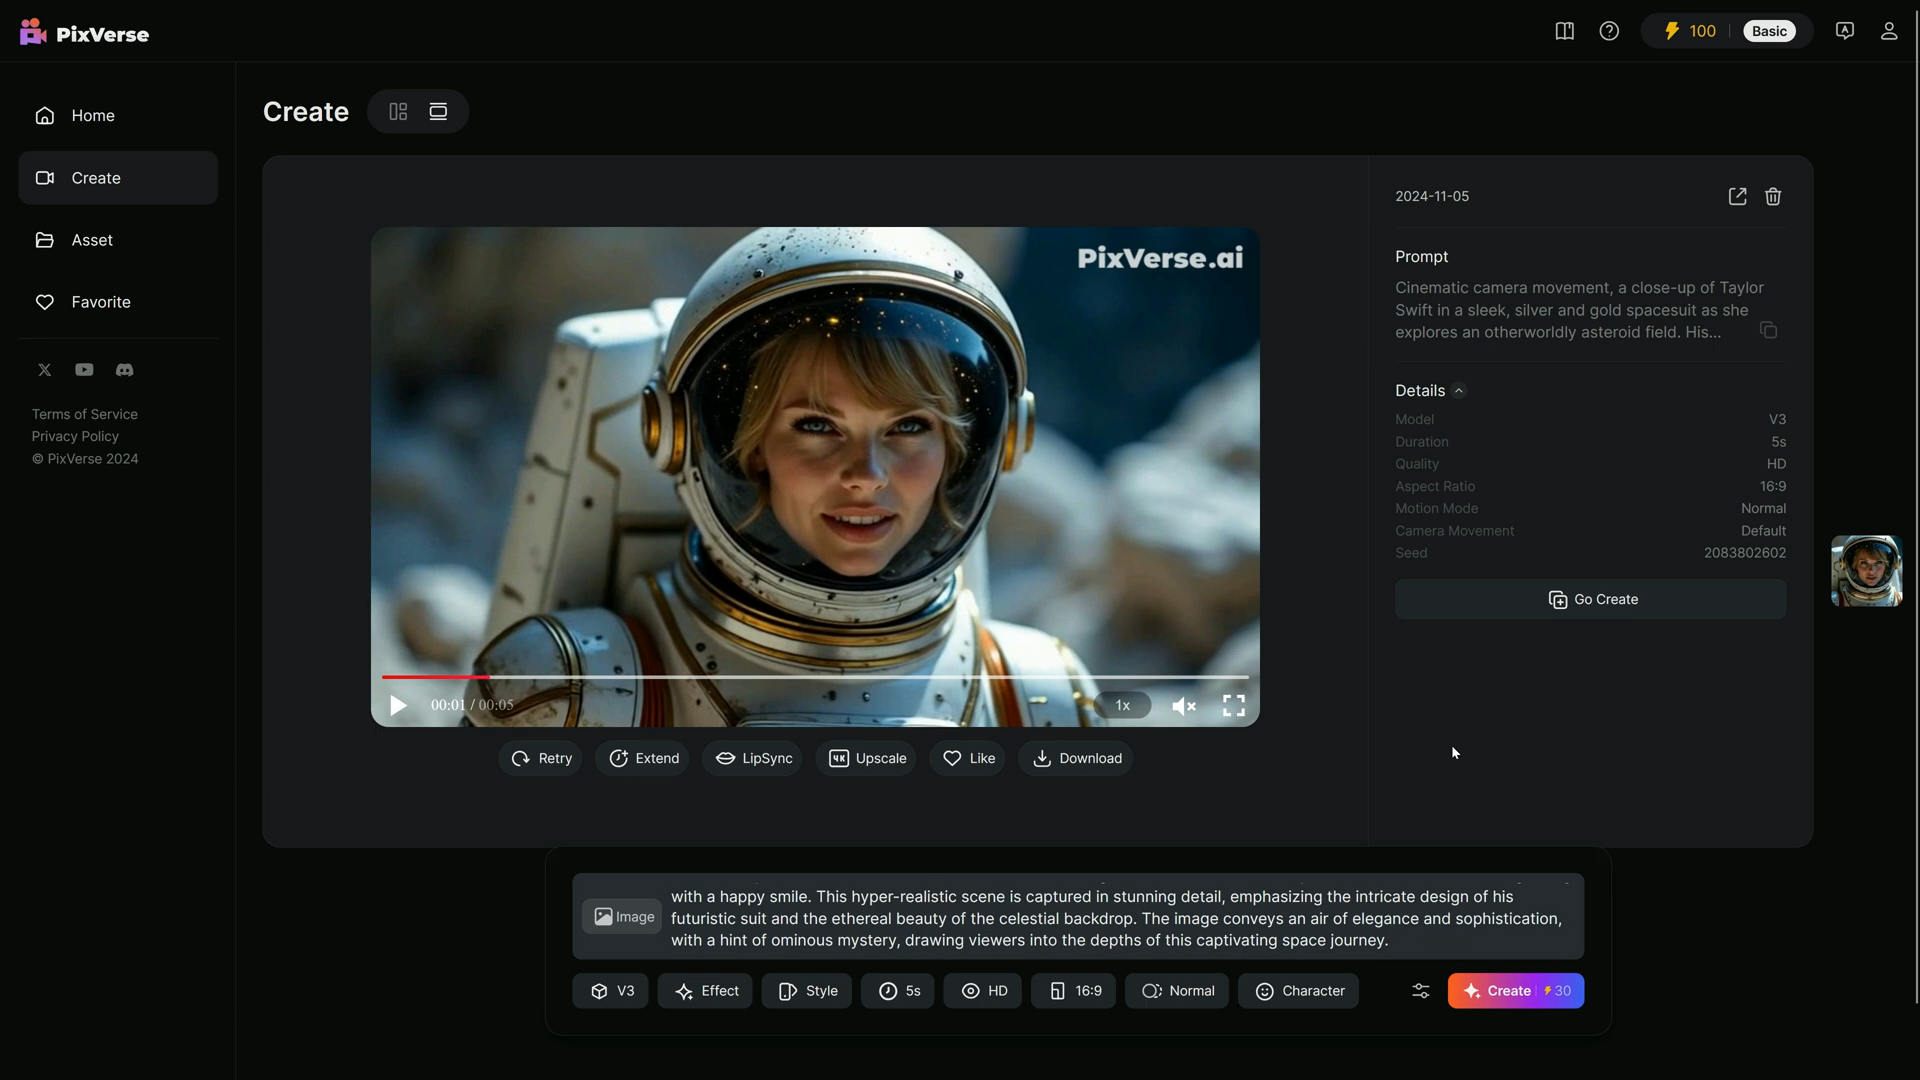 PixVerse
100
Basic
Home
Create
Asset
Favorite
Terms of Service
Privacy Policy
© PixVerse 2024
Create
PixVerse.ai
00:01 / 00:05
1x
Retry
Extend
LipSync
4K
Upscale
Like
Download
2024-11-05
Prompt
Cinematic camera movement, a close-up of Taylor
Swift in a sleek, silver and gold spacesuit as she
explores an otherworldly asteroid field. His...
Details
Model V3
Duration 5s
Quality HD
Aspect Ratio 16:9
Motion Mode Normal
Camera Movement Default
Seed 2083802602
Go Create
Image
with a happy smile. This hyper-realistic scene is captured in stunning detail, emphasizing the intricate design of his
futuristic suit and the ethereal beauty of the celestial backdrop. The image conveys an air of elegance and sophistication,
with a hint of ominous mystery, drawing viewers into the depths of this captivating space journey.
V3
Effect
Style
5s
HD
16:9
Normal
Character
Create 30